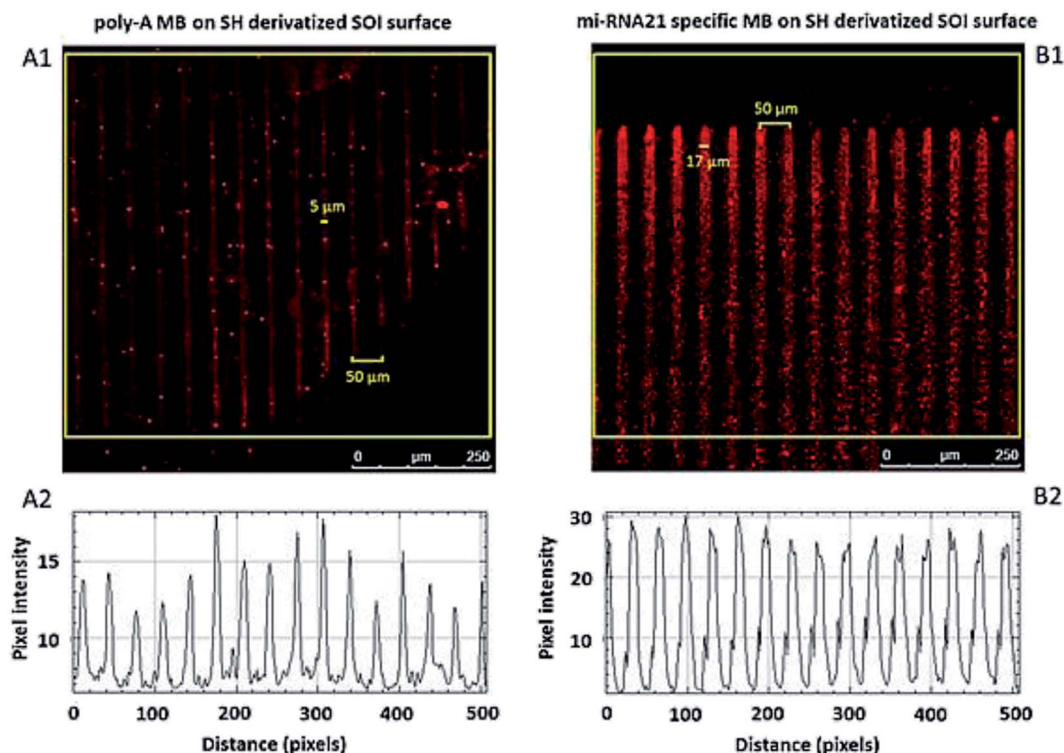 poly-A MB on SH derivatized SOI surface
A1
5 µm
50 µm
0 µm 250
mi-RNA21 specific MB on SH derivatized SOI surface
B1
50 µm
17 µm
0 µm 250
A2
Pixel intensity
15
10
0 100 200 300 400 500
Distance (pixels)
B2
Pixel intensity
30
20
10
0 100 200 300 400 500
Distance (pixels)